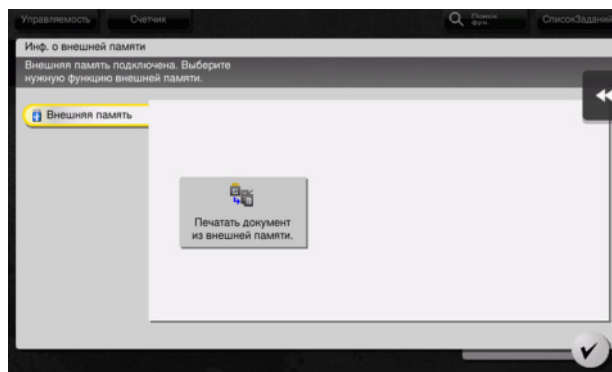 Управляемость Счетчик Поиск фун. СписокЗаданий
Инф. о внешней памяти
Внешняя память подключена. Выберите
нужную функцию внешней памяти.
Внешняя память
Печатать документ
из внешней памяти.